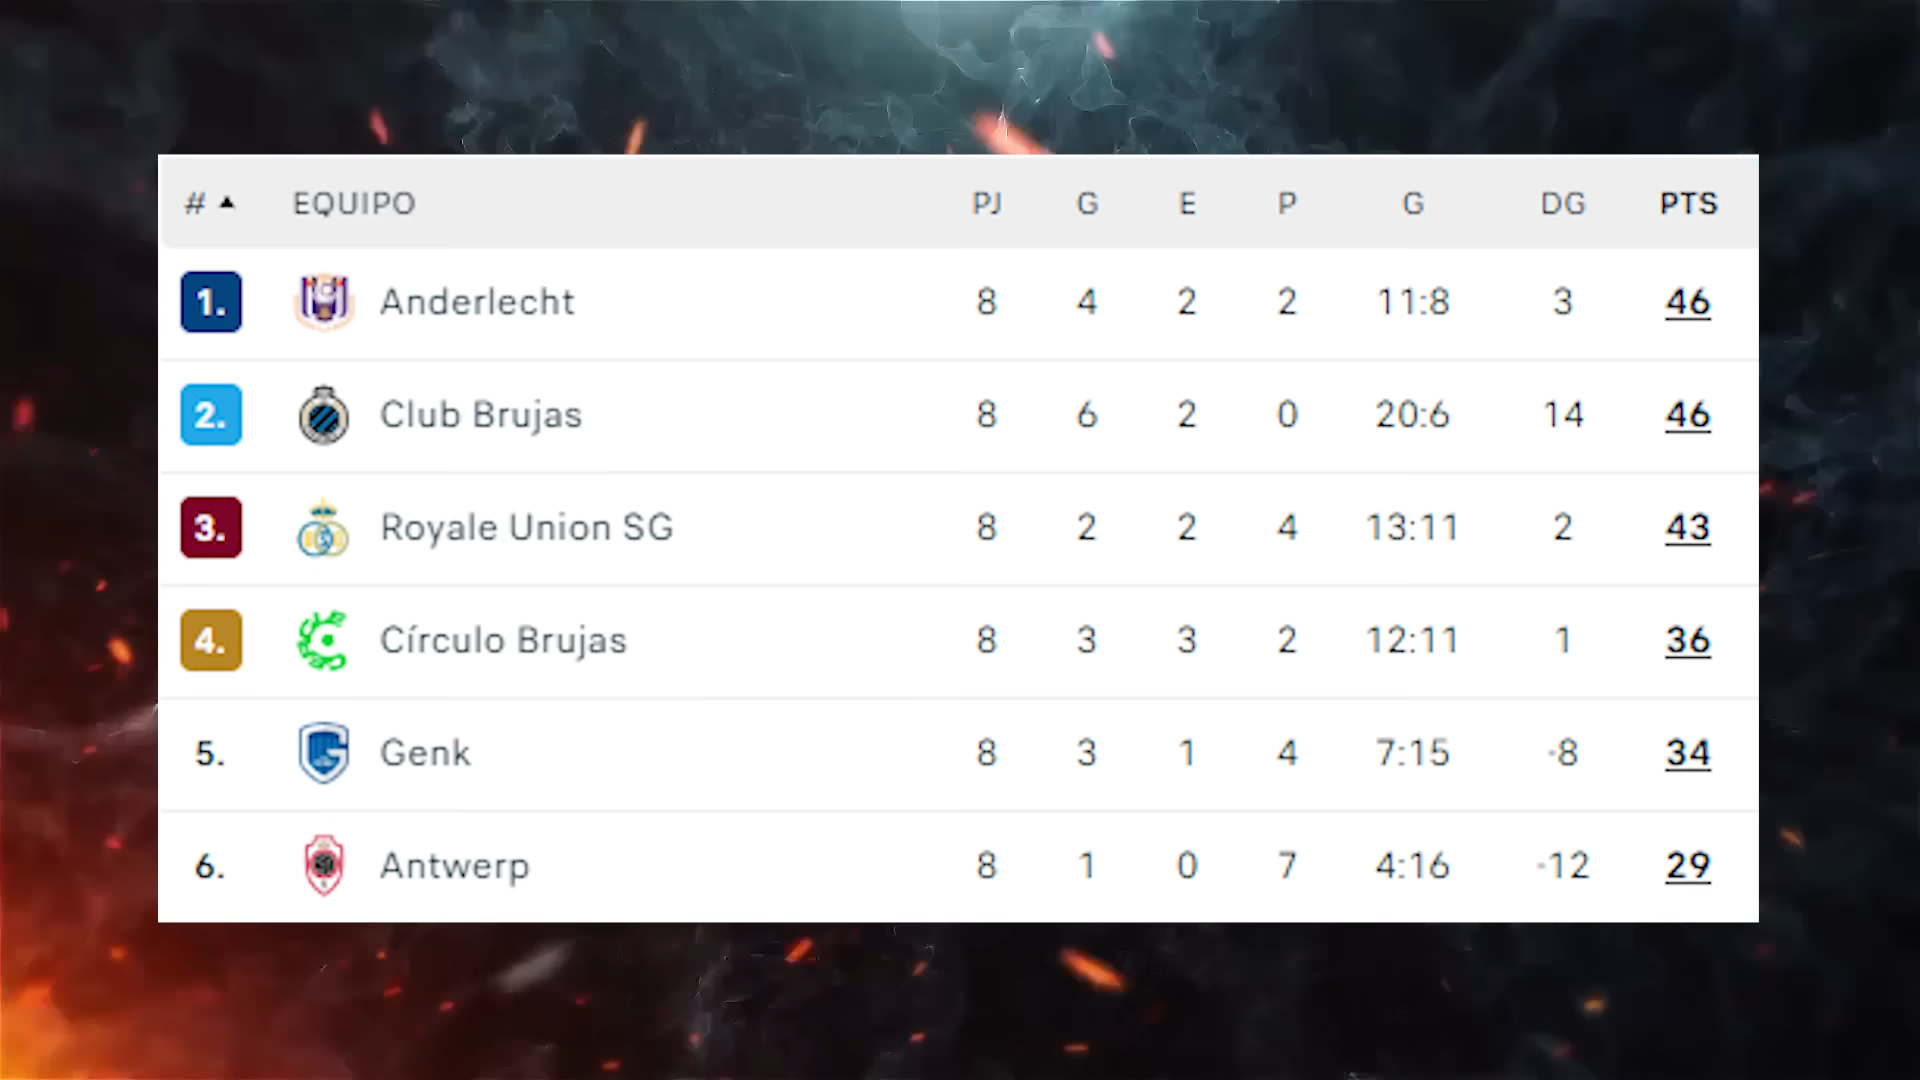 # ▲ EQUIPO PJ G E P G DG PTS
1. Anderlecht 8 4 2 2 11:8 3 46
2. Club Brujas 8 6 2 0 20:6 14 46
3. Royale Union SG 8 2 2 4 13:11 2 43
4. Círculo Brujas 8 3 3 2 12:11 1 36
5. Genk 8 3 1 4 7:15 -8 34
6. Antwerp 8 1 0 7 4:16 -12 29